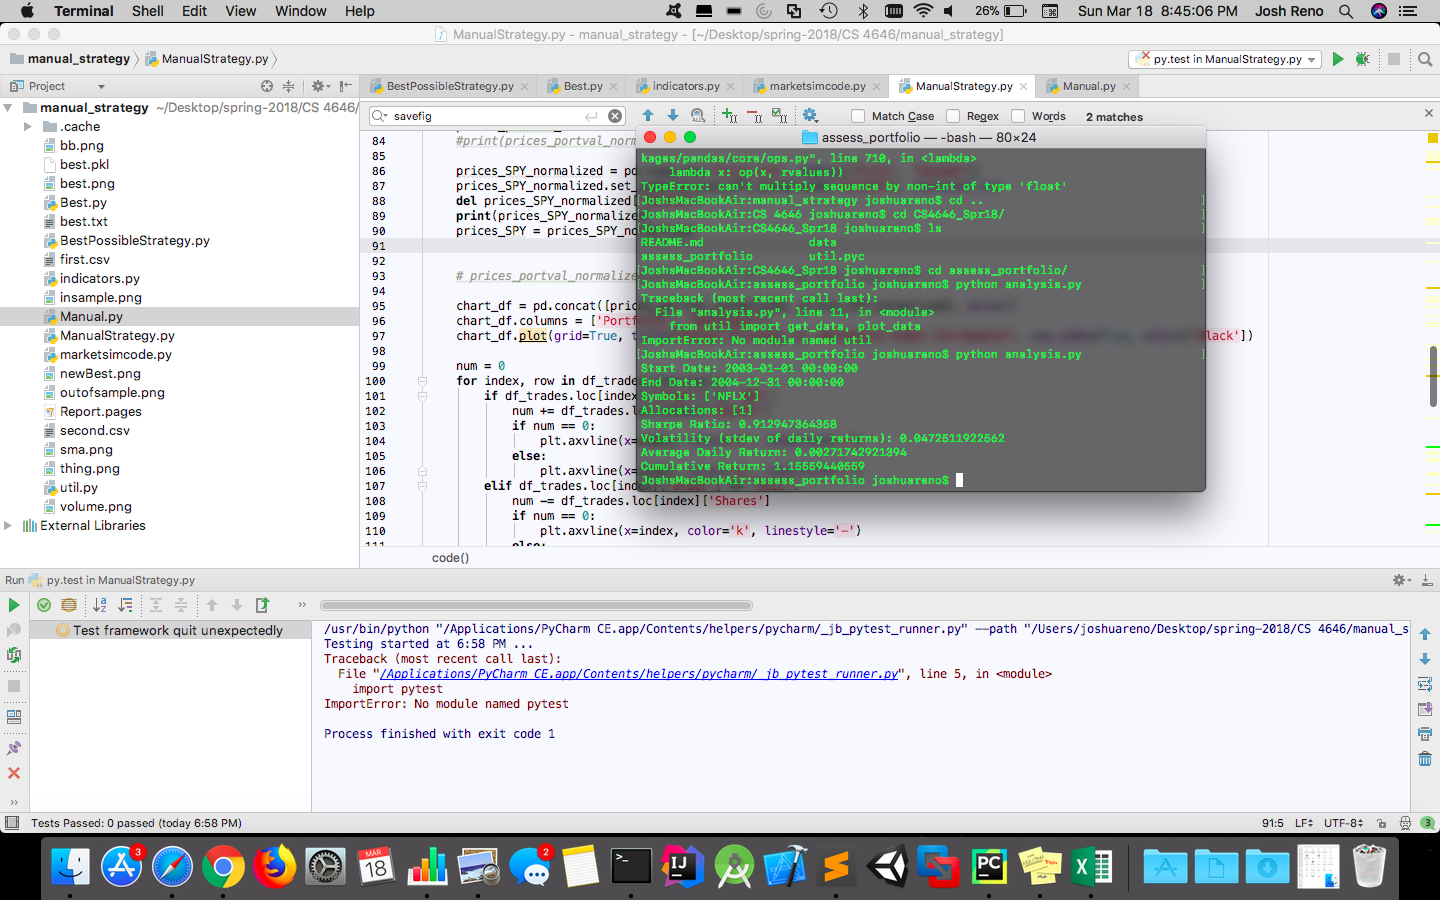 Terminal Shell Edit View Window Help 26% Sun Mar 18 8:45:06 PM Josh Reno
ManualStrategy.py - manual_strategy - [~/Desktop/spring-2018/CS 4646/manual_strategy]
manual_strategy ManualStrategy.py py.test in ManualStrategy.py
Project BestPossibleStrategy.py Best.py indicators.py marketsimcode.py ManualStrategy.py Manual.py
manual_strategy ~/Desktop/spring-2018/CS 4646/
.cache
bb.png
best.pkl
best.png
Best.py
best.txt
BestPossibleStrategy.py
first.csv
indicators.py
insample.png
Manual.py
ManualStrategy.py
marketsimcode.py
newBest.png
outofsample.png
Report.pages
second.csv
sma.png
thing.png
util.py
volume.png
External Libraries
savefig Match Case Regex Words 2 matches
84 #print(prices_portval_norm
85
86 prices_SPY_normalized = pd
87 prices_SPY_normalized.set_
88 del prices_SPY_normalized[
89 print(prices_SPY_normalize
90 prices_SPY = prices_SPY_no
91
92
93 # prices_portval_normalize
94
95 chart_df = pd.concat([pric
96 chart_df.columns = ['Portf
97 chart_df.plot(grid=True, t lack'])
98
99 num = 0
100 for index, row in df_trade
101 if df_trades.loc[index
102 num += df_trades.l
103 if num == 0:
104 plt.axvline(x=
105 else:
106 plt.axvline(x=
107 elif df_trades.loc[ind
108 num -= df_trades.loc[index]['Shares']
109 if num == 0:
110 plt.axvline(x=index, color='k', linestyle='-')
111 else:
code()
assess_portfolio — -bash — 80×24
kages/pandas/core/ops.py", line 710, in <lambda>
lambda x: op(x, rvalues))
TypeError: can't multiply sequence by non-int of type 'float'
[JoshsMacBookAir:manual_strategy joshuareno$ cd .. ]
[JoshsMacBookAir:CS 4646 joshuareno$ cd CS4646_Spr18/ ]
[JoshsMacBookAir:CS4646_Spr18 joshuareno$ ls ]
README.md data
assess_portfolio util.pyc
[JoshsMacBookAir:CS4646_Spr18 joshuareno$ cd assess_portfolio/ ]
[JoshsMacBookAir:assess_portfolio joshuareno$ python analysis.py ]
Traceback (most recent call last):
File "analysis.py", line 11, in <module>
from util import get_data, plot_data
ImportError: No module named util
[JoshsMacBookAir:assess_portfolio joshuareno$ python analysis.py ]
Start Date: 2003-01-01 00:00:00
End Date: 2004-12-31 00:00:00
Symbols: ['NFLX']
Allocations: [1]
Sharpe Ratio: 0.912947364358
Volatility (stdev of daily returns): 0.0472511922562
Average Daily Return: 0.00271742921394
Cumulative Return: 1.15559440559
JoshsMacBookAir:assess_portfolio joshuareno$
Run py.test in ManualStrategy.py
Test framework quit unexpectedly
/usr/bin/python "/Applications/PyCharm CE.app/Contents/helpers/pycharm/_jb_pytest_runner.py" --path "/Users/joshuareno/Desktop/spring-2018/CS 4646/manual_s
Testing started at 6:58 PM ...
Traceback (most recent call last):
File "/Applications/PyCharm CE.app/Contents/helpers/pycharm/_jb_pytest_runner.py", line 5, in <module>
import pytest
ImportError: No module named pytest
Process finished with exit code 1
Tests Passed: 0 passed (today 6:58 PM) 91:5 LF UTF-8 3
3 MAR 18 2 >_ IJ PC X